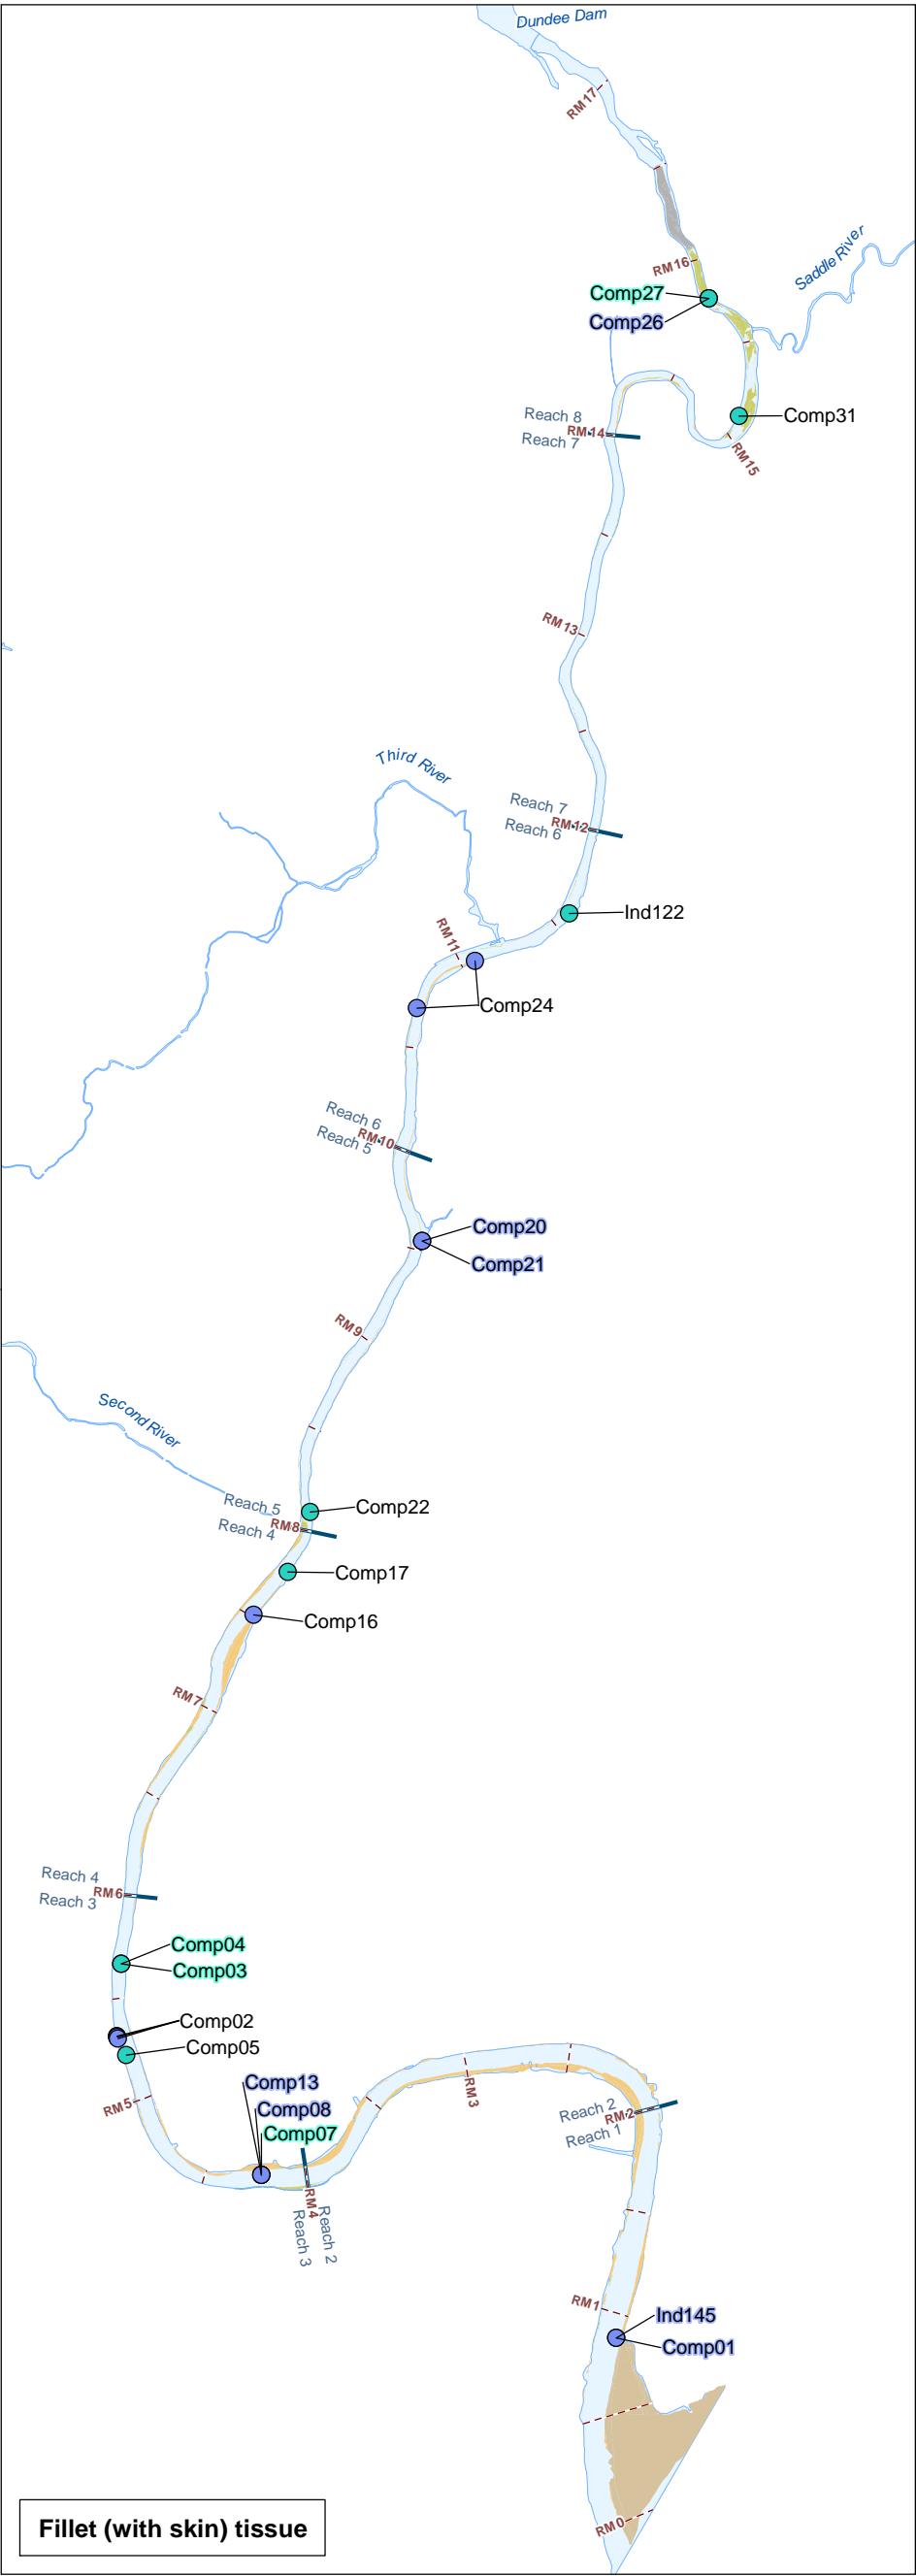 Dundee Dam
RM17
Saddle River
RM16
Comp27
Comp26
Reach 8
RM14
Reach 7
Comp31
RM15
RM13
Third River
Reach 7
RM12
Reach 6
Ind122
RM11
Comp24
Reach 6
RM10
Reach 5
Comp20
Comp21
RM9
Second River
Reach 5
RM8
Reach 4
Comp22
Comp17
Comp16
RM7
Reach 4
RM6
Reach 3
Comp04
Comp03
Comp02
Comp05
RM5
Comp13
Comp08
Comp07
RM3
Reach 2
RM2
Reach 1
RM4
Reach 2
Reach 3
RM1
Ind145
Comp01
RM0
Fillet (with skin) tissue